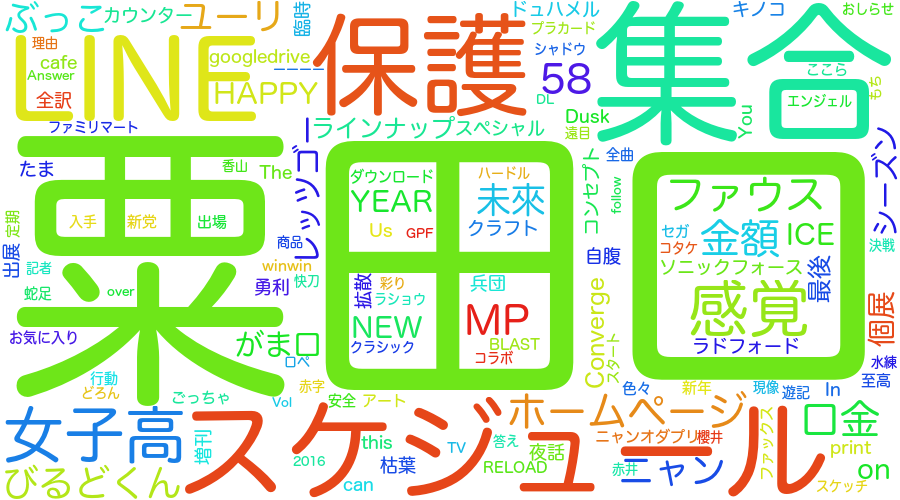 ぶっこ
カウンター
ユーリ
臨時
保護
ドュハメル
プラカード
キノコ
おしらせ
集合
LINE
理由
cafe
Answer
全訳
googledrive
ーーーー
HAPPY
シャドウ
58
DL
ここら
エンジェル
もち
You
ファミリマート
ラインナップ
スペシャル
Dusk
遠目
たま
香山
The
レッツゴー
粟田口
ダウンロード
ハードル
YEAR
未來
Us
GPF
クラフト
コンセプト
全曲
follow
ファウス
シーズン
入手
新党
出場
定期
出展
商品
セガ
コタケ
金額
ICE
決戦
記者
winwin
快刀
彩り
拡散
ラショウ
兵団
自腹
ソニックフォース
最後
蛇足
over
勇利
NEW
MP
Converge
感覚
個展
お気に入り
がま口
クラシック
BLAST
コラボ
スタート
ラドフォード
ロペ
水練
行動
どろん
ごっちゃ
Vol
赤字
安全
アート
色々
新年
現像
遊記
In
至高
女子高
スケジュール
ホームページ
口金
増刊
this
TV
答え
夜話
ニャンオダブリ
櫻井
ファックス
print
びるどくん
2016
can
枯葉
RELOAD
赤井
ニャン
スケッチ
on